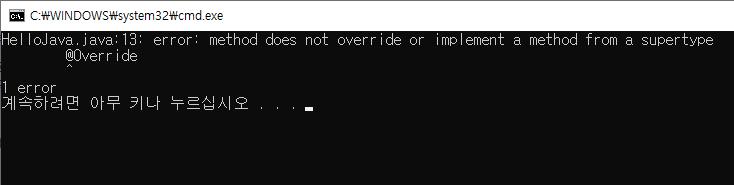 C:₩WINDOWS₩system32₩cmd.exe
HelloJava.java:13: error: method does not override or implement a method from a supertype
@Override
^
1 error
계속하려면 아무 키나 누르십시오 . . .